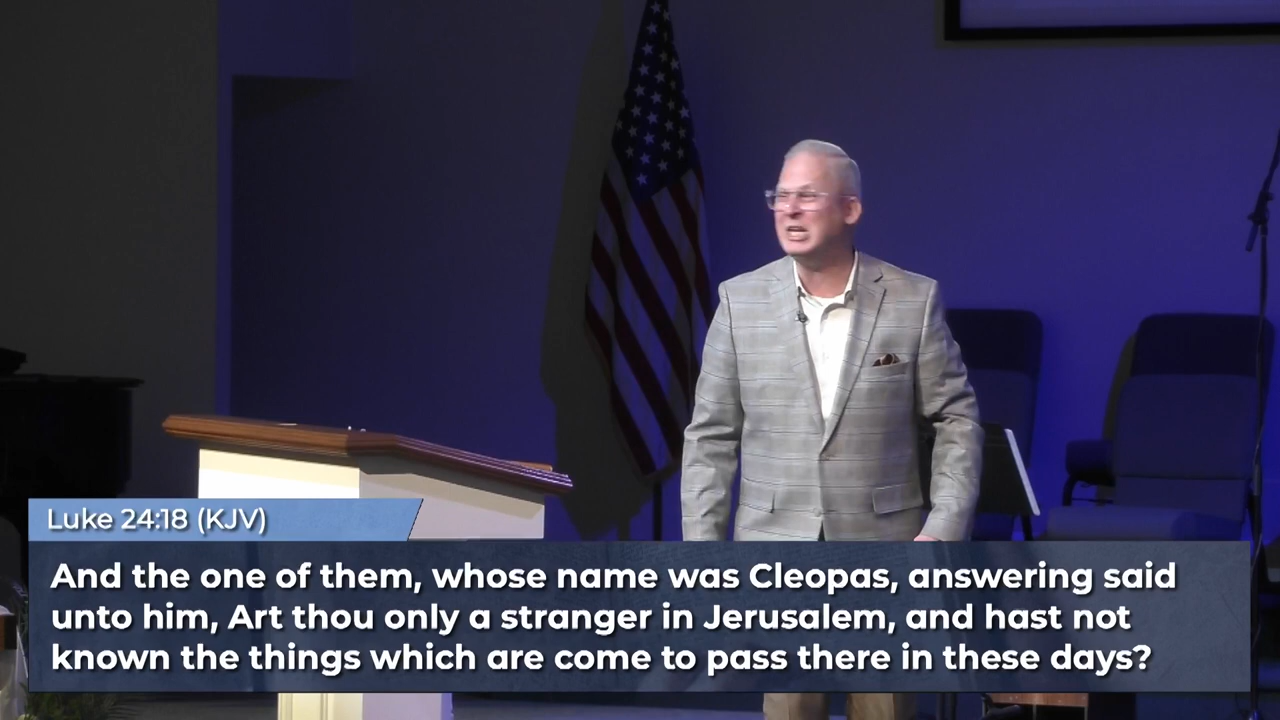 Luke 24:18 (KJV)
And the one of them, whose name was Cleopas, answering said
unto him, Art thou only a stranger in Jerusalem, and hast not
known the things which are come to pass there in these days?